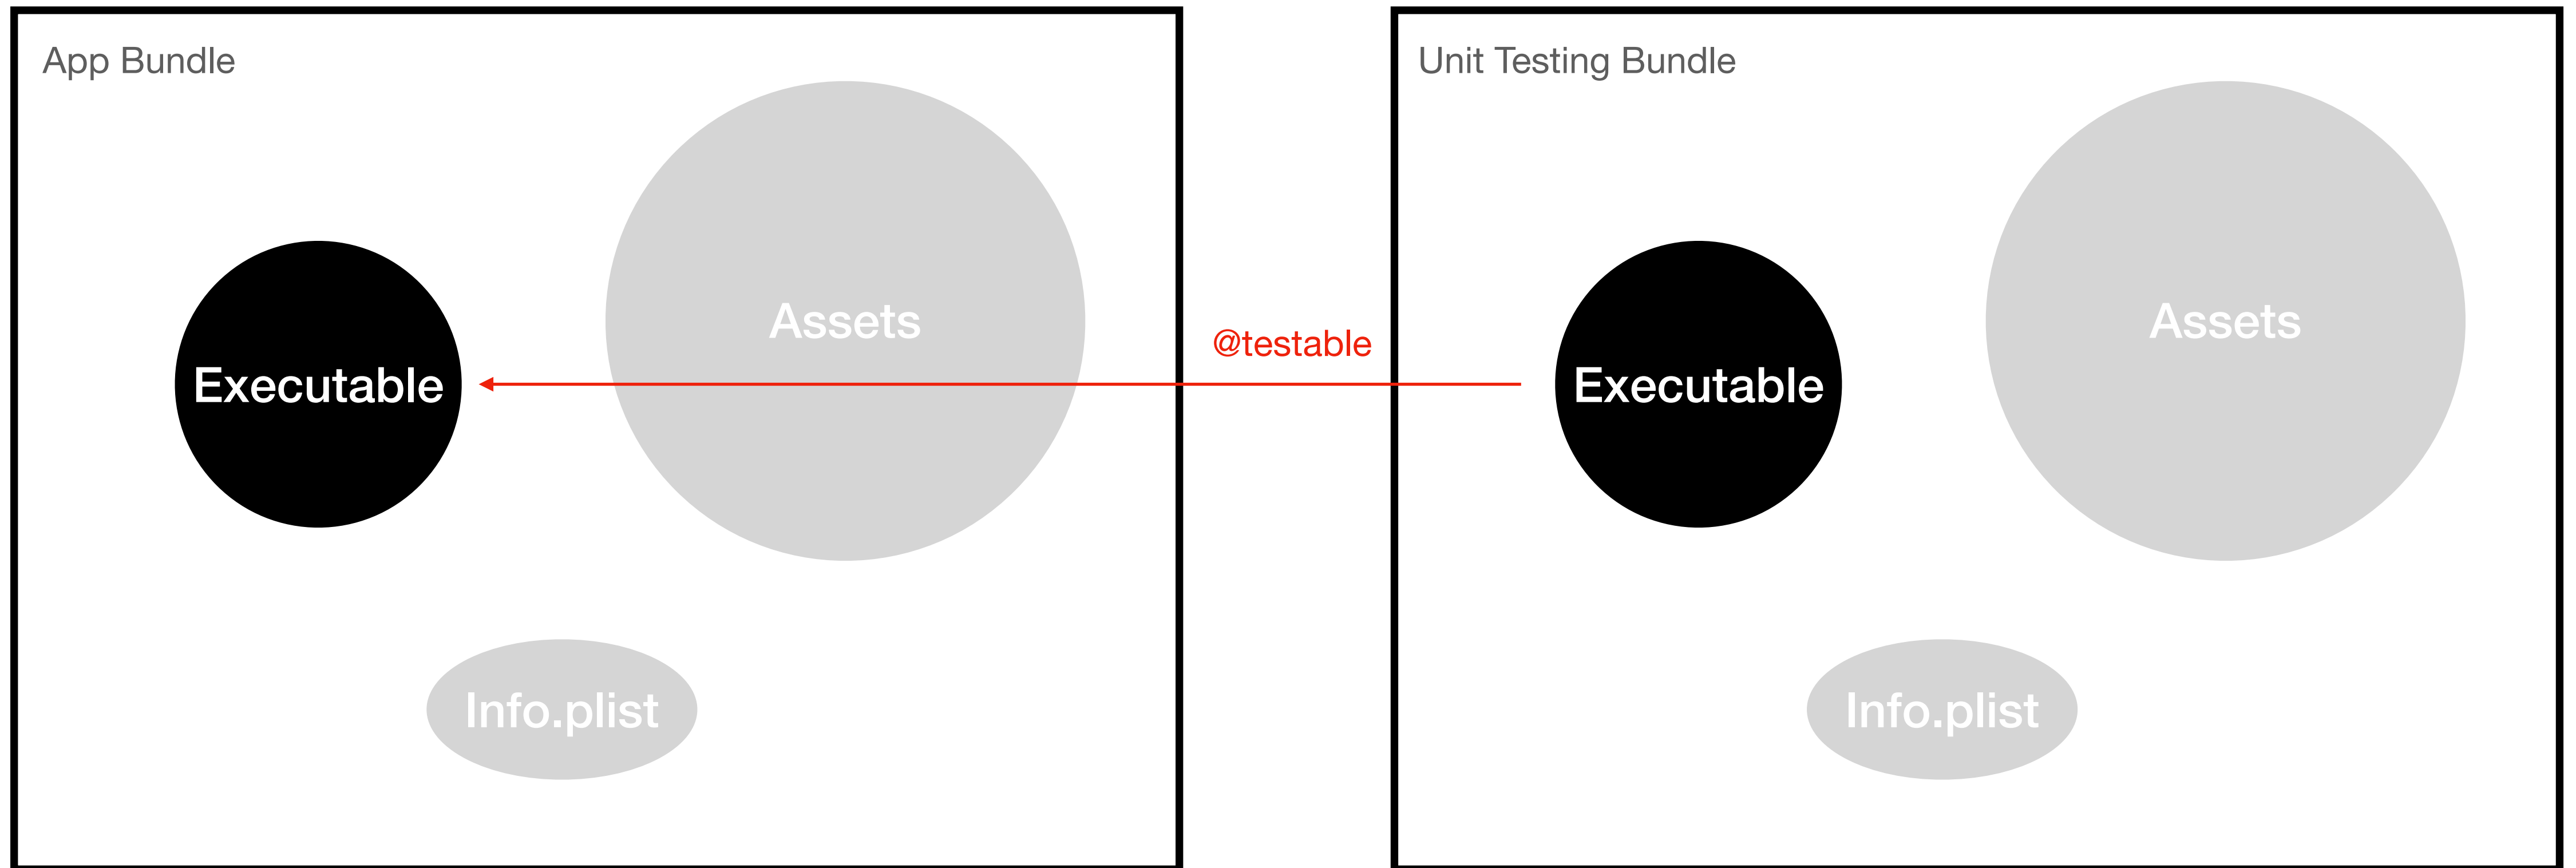 App Bundle
Assets
Executable
Info.plist
@testable
Unit Testing Bundle
Assets
Executable
Info.plist